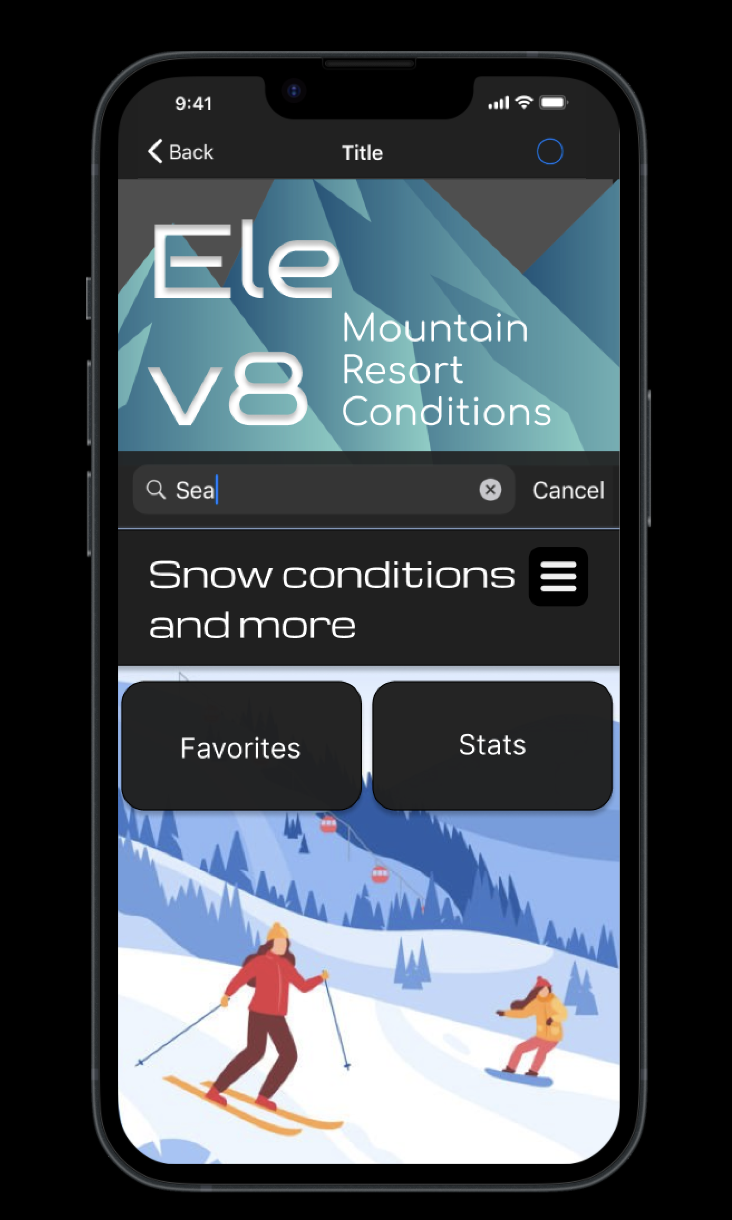 9:41
Back
Title
Ele
v8
Mountain
Resort
Conditions
Sea
Cancel
Snow conditions
and more
Favorites
Stats